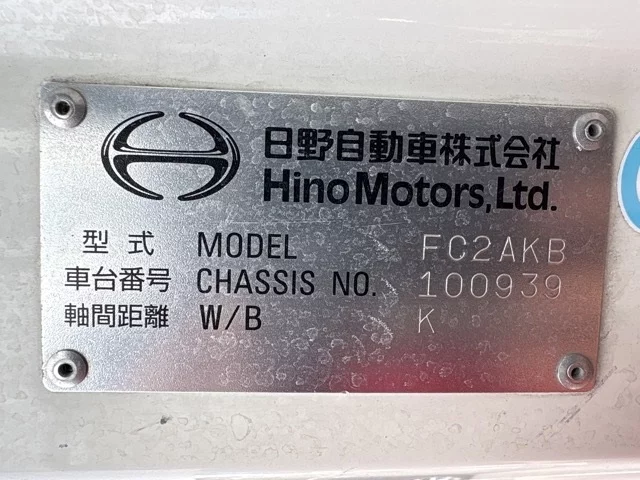 日野自動車株式会社
Hino Motors, Ltd.
型式 MODEL FC2AKB
車台番号 CHASSIS NO. 100939
軸間距離 W/B K